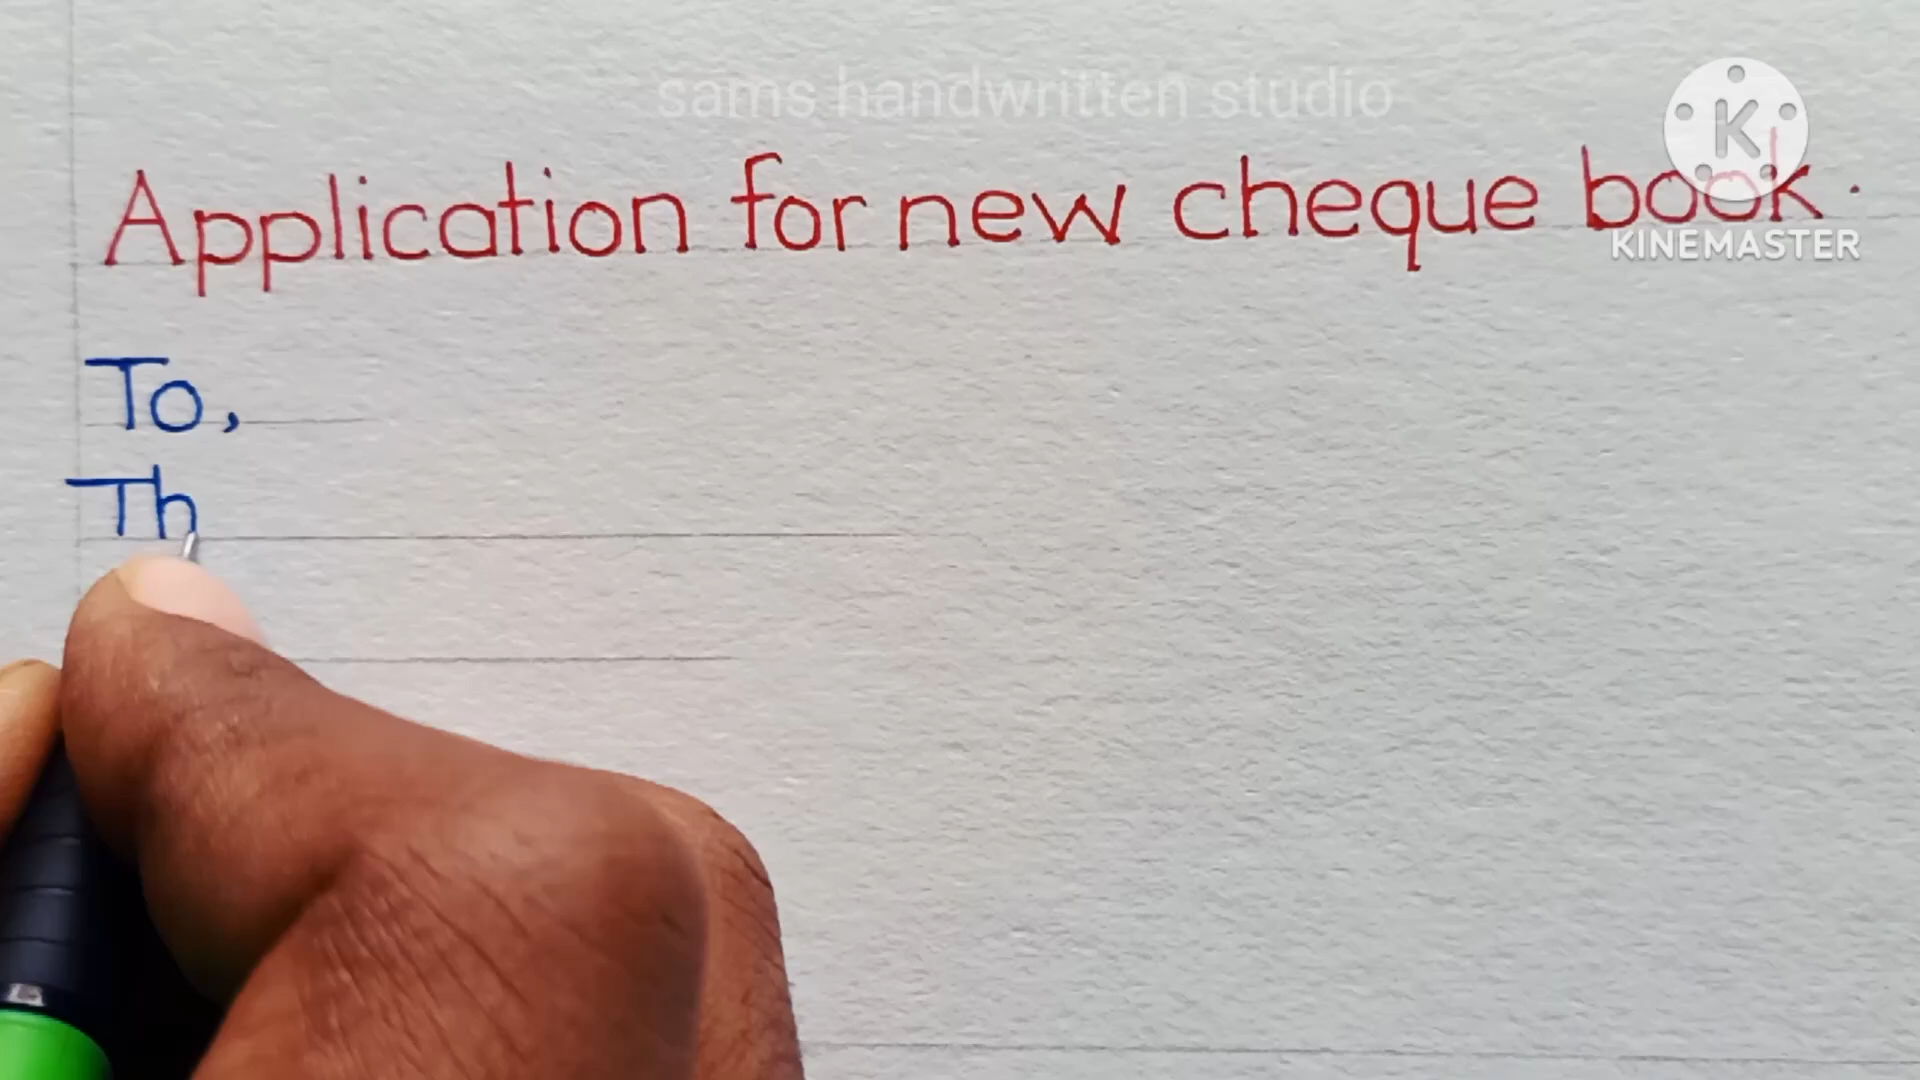 sams handwritten studio
Application for new cheque book.
KINEMASTER
To,
Th